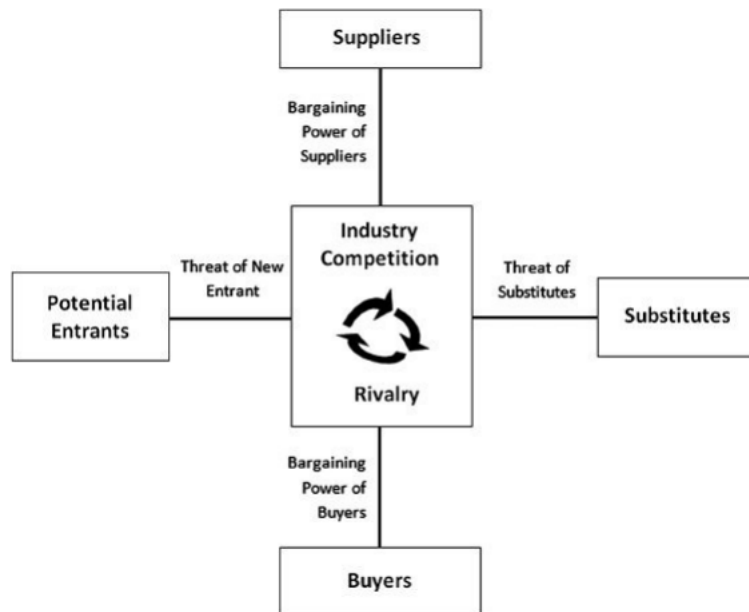 Suppliers
Bargaining
Power of
Suppliers
Industry
Competition
Threat of New
Entrant
Threat of
Substitutes
Potential
Entrants
Substitutes
Rivalry
Bargaining
Power of
Buyers
Buyers